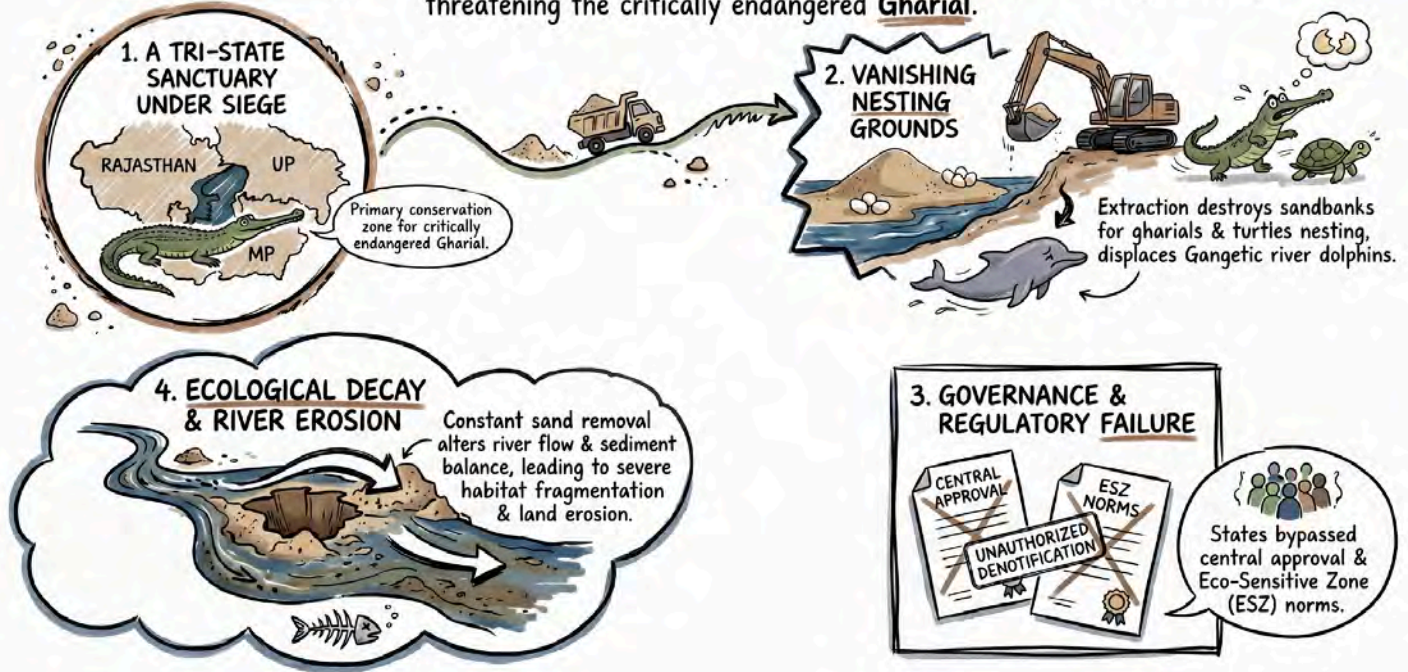 threatening the critically endangered Gharial.
1. A TRI-STATE
SANCTUARY
UNDER SIEGE
RAJASTHAN
UP
MP
Primary conservation
zone for critically
endangered Gharial.
2. VANISHING
NESTING
GROUNDS
Extraction destroys sandbanks
for gharials & turtles nesting,
displaces Gangetic river dolphins.
3. GOVERNANCE &
REGULATORY FAILURE
CENTRAL
APPROVAL
ESZ
NORMS
UNAUTHORIZED
DENOTIFICATION
States bypassed
central approval &
Eco-Sensitive Zone
(ESZ) norms.
4. ECOLOGICAL DECAY
& RIVER EROSION
Constant sand removal
alters river flow & sediment
balance, leading to severe
habitat fragmentation
& land erosion.